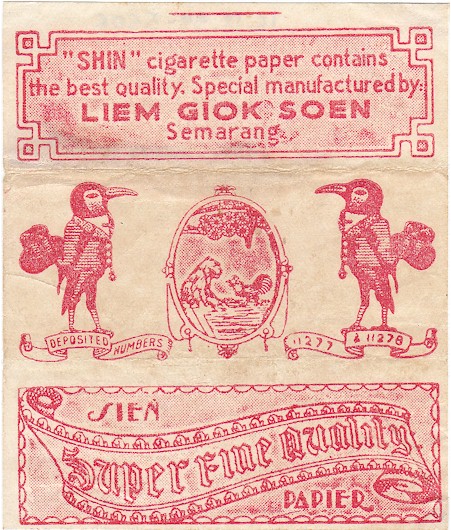 "SHIN" cigarette paper contains
the best quality. Special manufactured by:
LIEM GIOK SOEN
Semarang.
DEPOSITED NUMBERS 11277 & 11278
SIEN
Superfine Quality
PAPIER